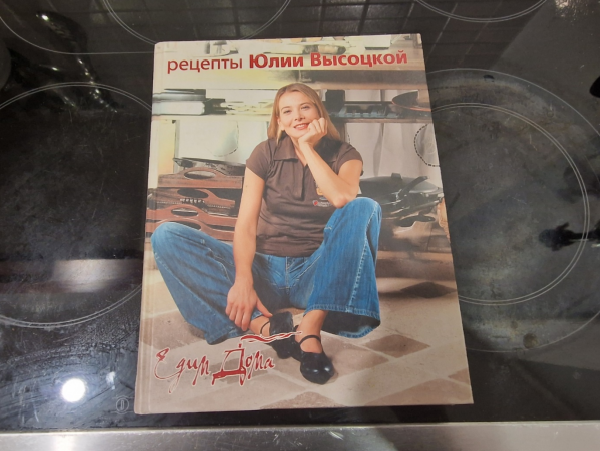 рецепты Юлии Высоцкой
Едим Дома